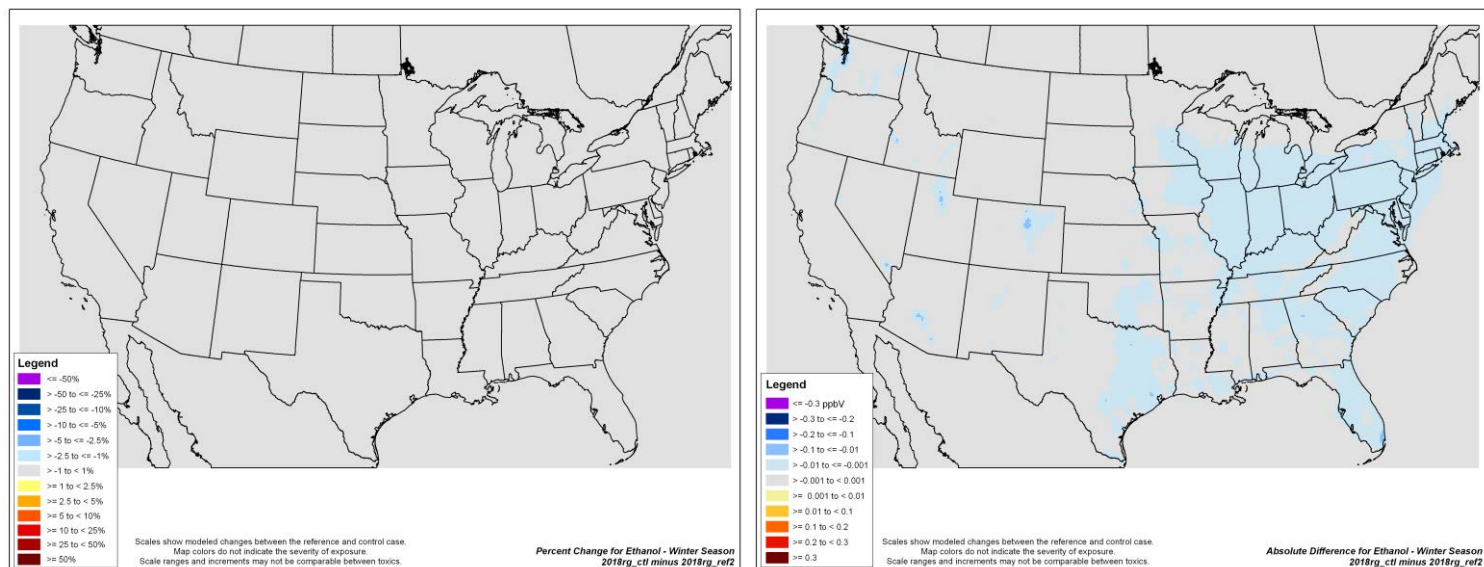 Legend
<= -50%
> -50 to <= -25%
> -25 to <= -10%
> -10 to <= -5%
> -5 to <= -2.5%
> -2.5 to <= -1%
> -1 to < 1%
>= 1 to < 2.5%
>= 2.5 to < 5%
>= 5 to < 10%
>= 10 to < 25%
>= 25 to < 50%
>= 50%
Scales show modeled changes between the reference and control case.
Map colors do not indicate the severity of exposure.
Scale ranges and increments may not be comparable between toxics.
Percent Change for Ethanol - Winter Season
2018rg_ctl minus 2018rg_ref2
Legend
<= -0.3 ppbV
> -0.3 to <= -0.2
> -0.2 to <= -0.1
> -0.1 to <= -0.01
> -0.01 to <= -0.001
> -0.001 to < 0.001
>= 0.001 to < 0.01
>= 0.01 to < 0.1
>= 0.1 to < 0.2
>= 0.2 to < 0.3
>= 0.3
Scales show modeled changes between the reference and control case.
Map colors do not indicate the severity of exposure.
Scale ranges and increments may not be comparable between toxics.
Absolute Difference for Ethanol - Winter Season
2018rg_ctl minus 2018rg_ref2